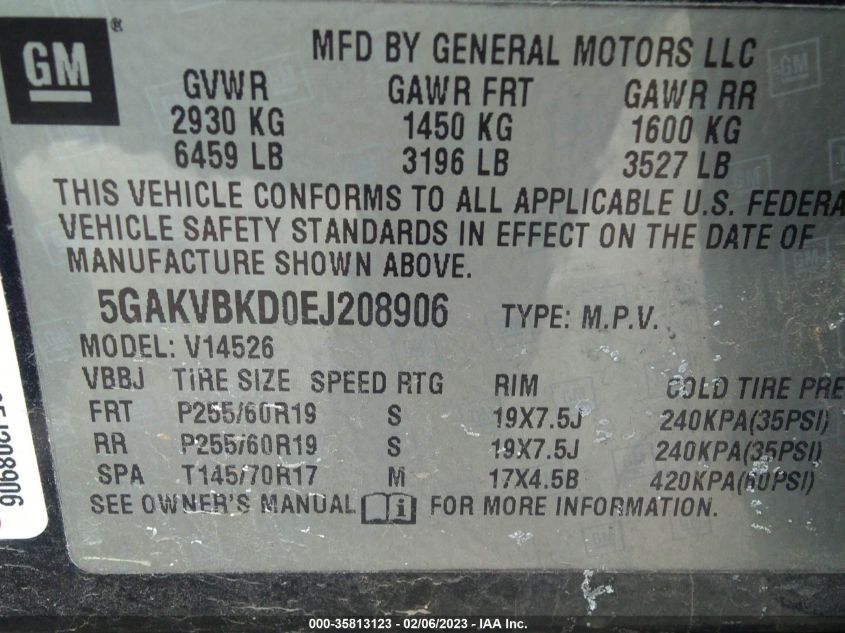 GM ®
MFD BY GENERAL MOTORS LLC
GVWR GAWR FRT GAWR RR
2930 KG 1450 KG 1600 KG
6459 LB 3196 LB 3527 LB
THIS VEHICLE CONFORMS TO ALL APPLICABLE U.S. FEDERA
VEHICLE SAFETY STANDARDS IN EFFECT ON THE DATE OF
MANUFACTURE SHOWN ABOVE.
5GAKVBKD0EJ208906 TYPE: M.P.V.
MODEL: V14526
VBBJ TIRE SIZE SPEED RTG RIM COLD TIRE PRE
FRT P255/60R19 S 19X7.5J 240KPA(35PSI)
RR P255/60R19 S 19X7.5J 240KPA(35PSI)
SPA T145/70R17 M 17X4.5B 420KPA(60PSI)
SEE OWNER'S MANUAL i FOR MORE INFORMATION.
EJ208906
000-35813123 - 02/06/2023 - IAA Inc.